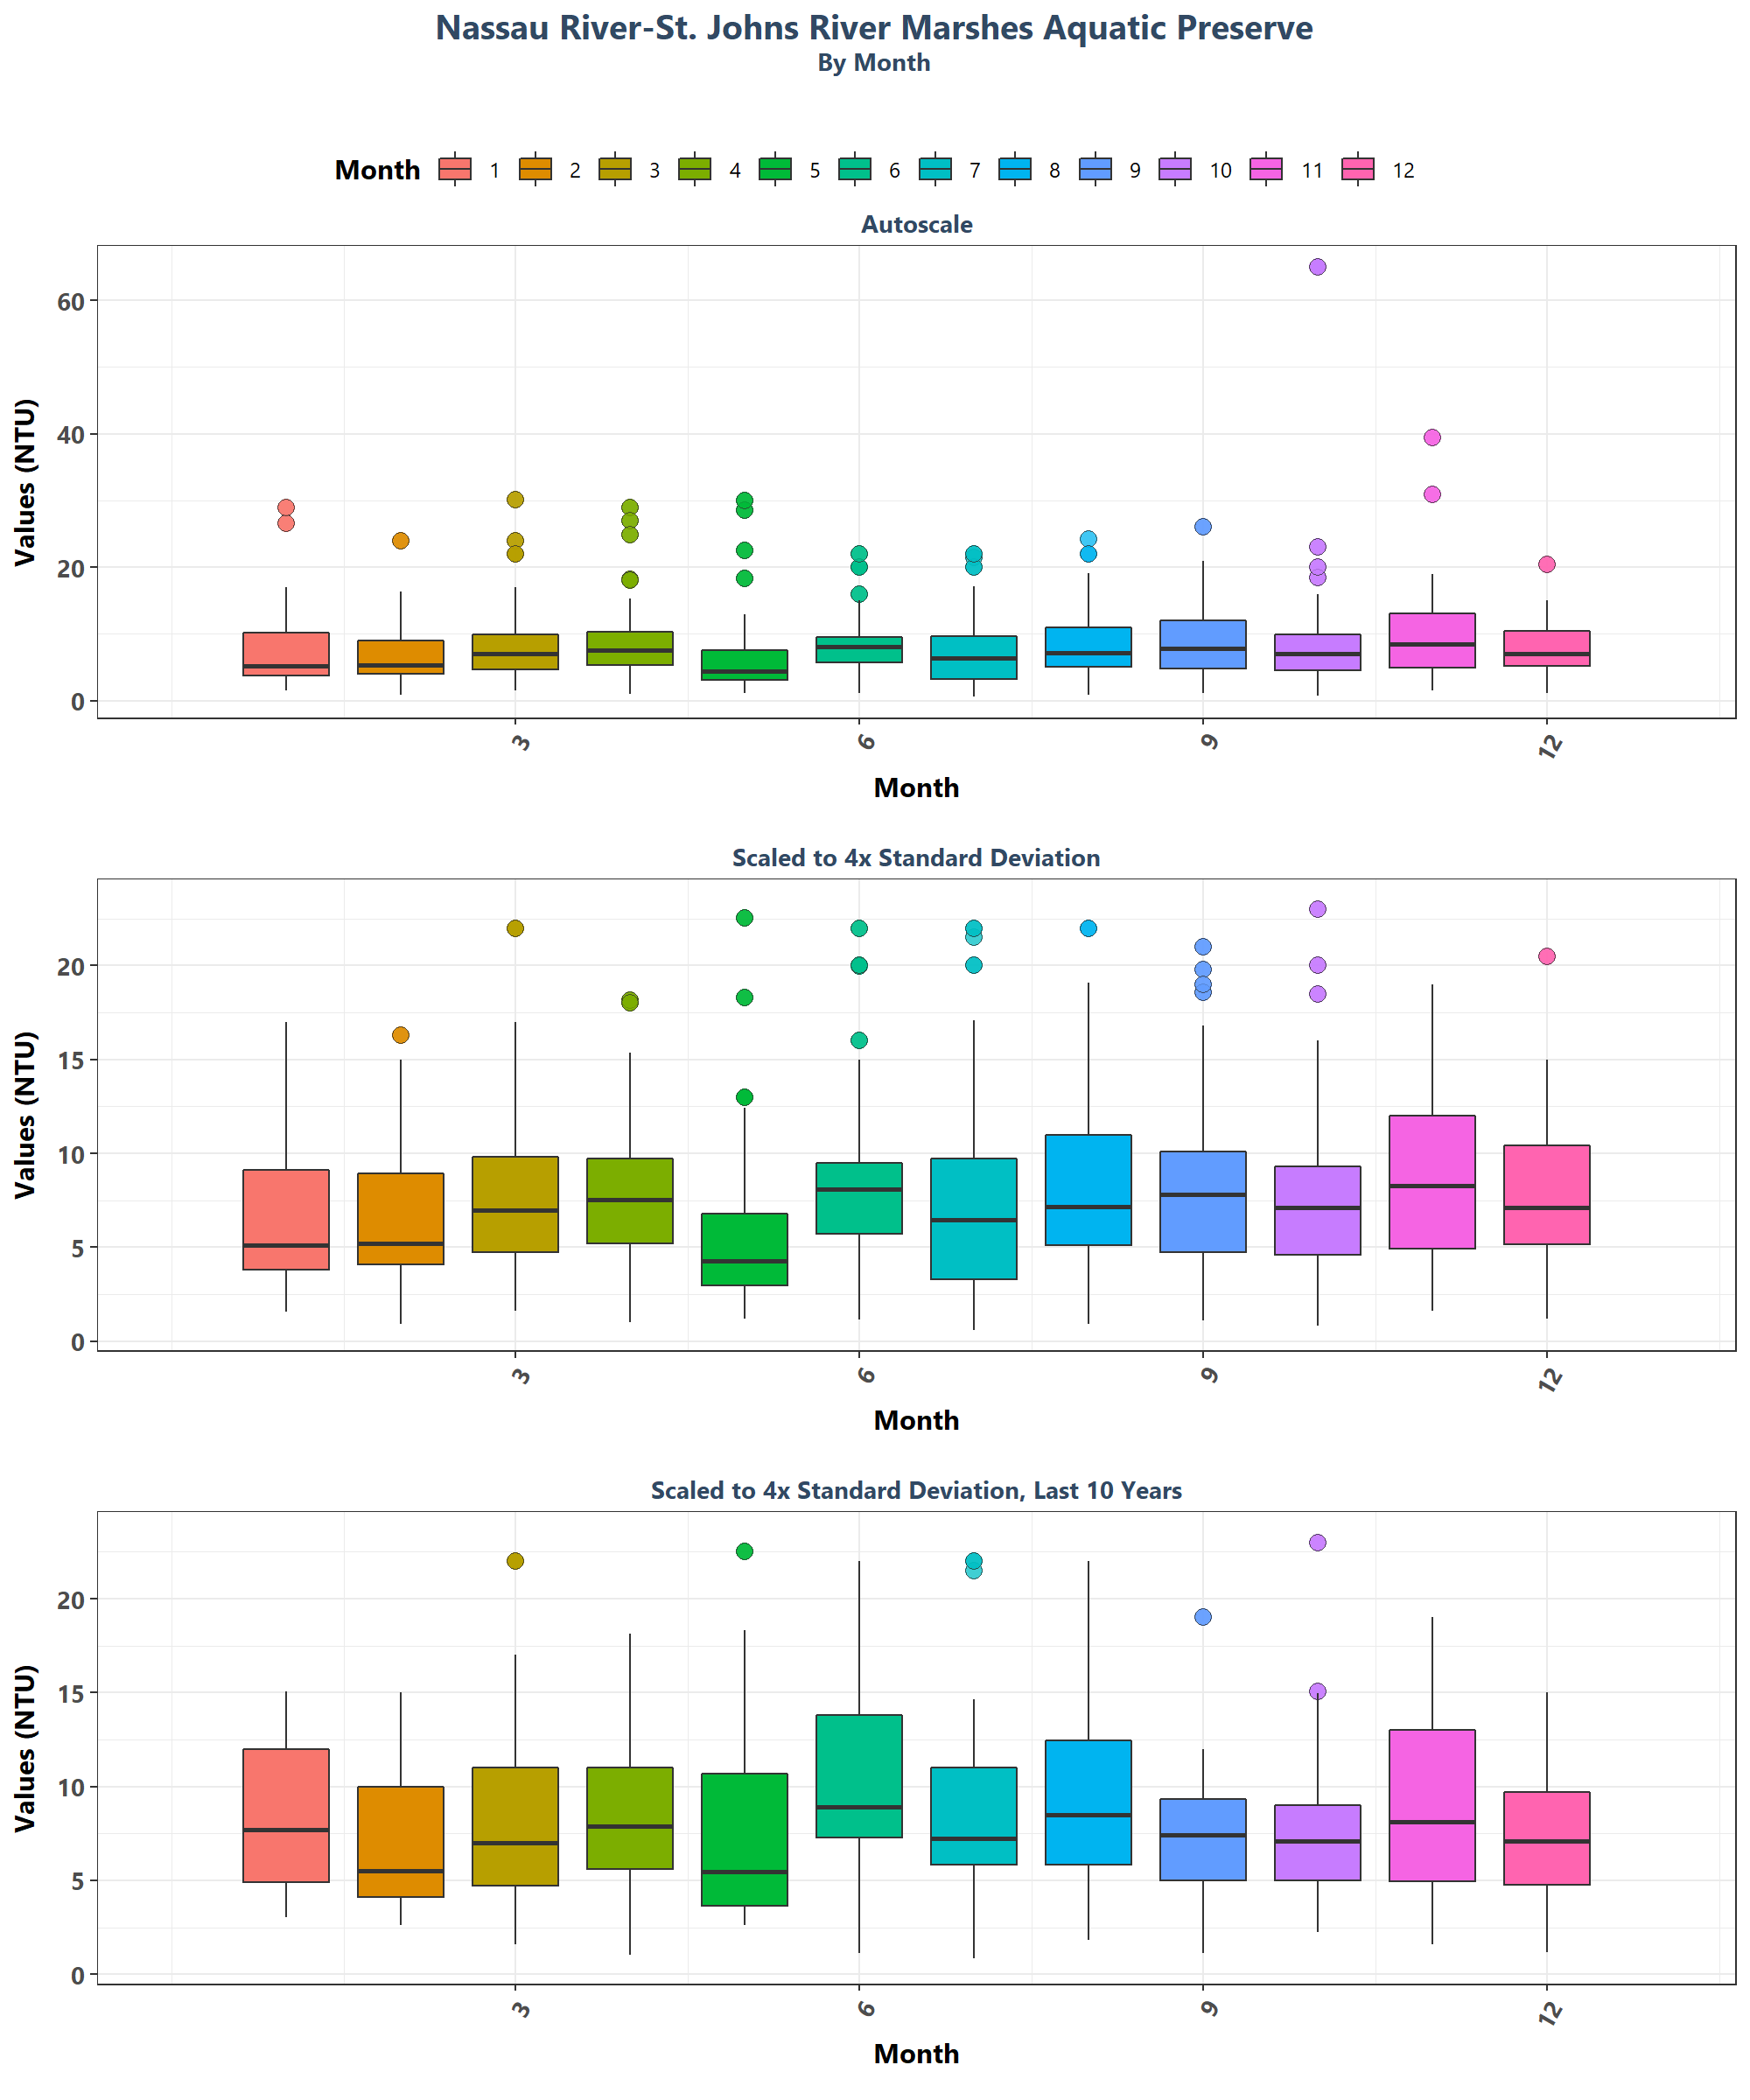 Nassau River-St. Johns River Marshes Aquatic Preserve
By Month
Month 1 2 3 4 5 6 7 8 9 10 11 12
Autoscale
Values (NTU)
60
40
20
0
3 6 9 12
Month
Scaled to 4x Standard Deviation
Values (NTU)
20
15
10
5
0
3 6 9 12
Month
Scaled to 4x Standard Deviation, Last 10 Years
Values (NTU)
20
15
10
5
0
3 6 9 12
Month